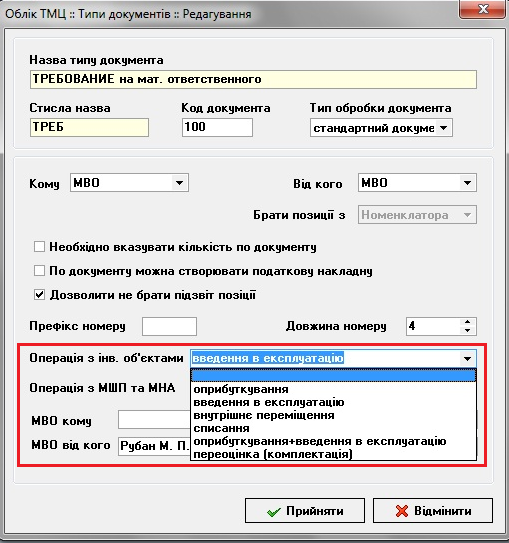 Облік ТМЦ :: Типи документів :: Редагування
Назва типу документа
ТРЕБОВАНИЕ на мат. ответственного
Стисла назва Код документа Тип обробки документа
ТРЕБ 100 стандартний докуме
Кому МВО Від кого МВО
Брати позиції з Номенклатора
Необхідно вказувати кількість по документу
По документу можна створювати податкову накладну
Дозволити не брати підзвіт позиції
Префікс номеру Довжина номеру 4
Операція з інв. об'єктами введення в експлуатацію
оприбуткування
Операція з МШП та МНА введення в експлуатацію
внутрішнє переміщення
МВО кому списання
оприбуткування+введення в експлуатацію
МВО від кого Рубан М. П. переоцінка (комплектація)
Прийняти Відмінити